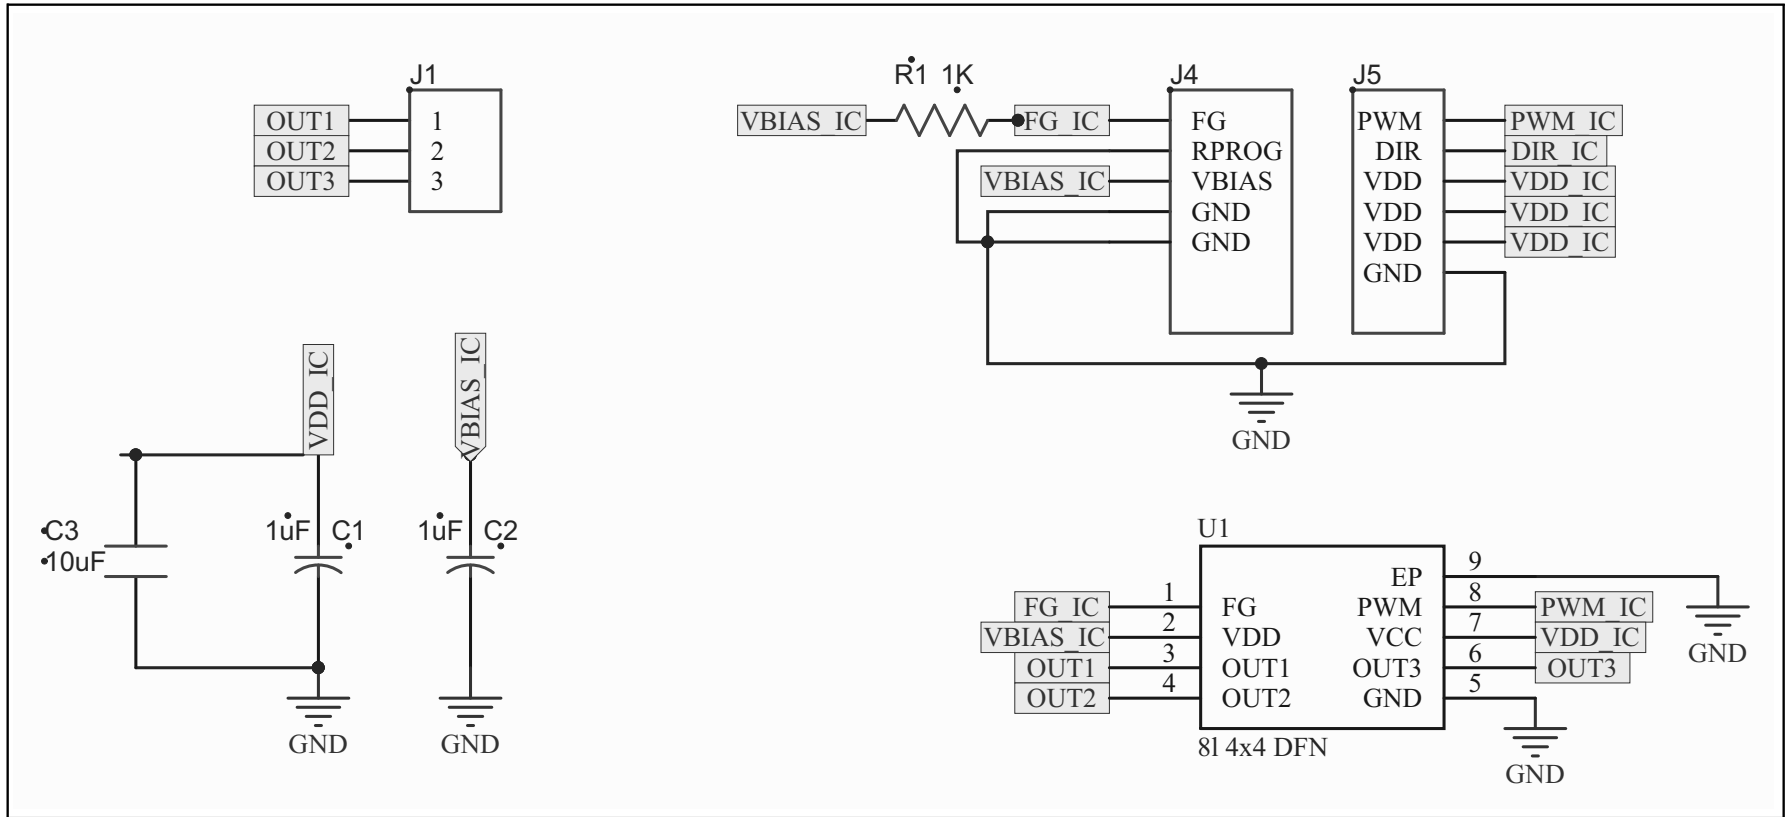 J1
OUT1 1
OUT2 2
OUT3 3
R1 1K
VBIAS_IC FG_IC
J4
FG
RPROG
VBIAS_IC VBIAS
GND
GND
J5
PWM PWM_IC
DIR DIR_IC
VDD VDD_IC
VDD VDD_IC
VDD VDD_IC
GND
GND
VDD_IC
VBIAS_IC
C3
10uF
1uF C1
1uF C2
GND
GND
U1
EP 9
FG_IC 1 FG PWM 8 PWM_IC
VBIAS_IC 2 VDD VCC 7 VDD_IC
OUT1 3 OUT1 OUT3 6 OUT3
OUT2 4 OUT2 GND 5
GND
8l 4x4 DFN
GND